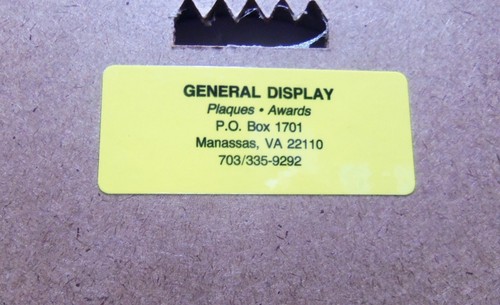 GENERAL DISPLAY
Plaques • Awards
P.O. Box 1701
Manassas, VA 22110
703/335-9292